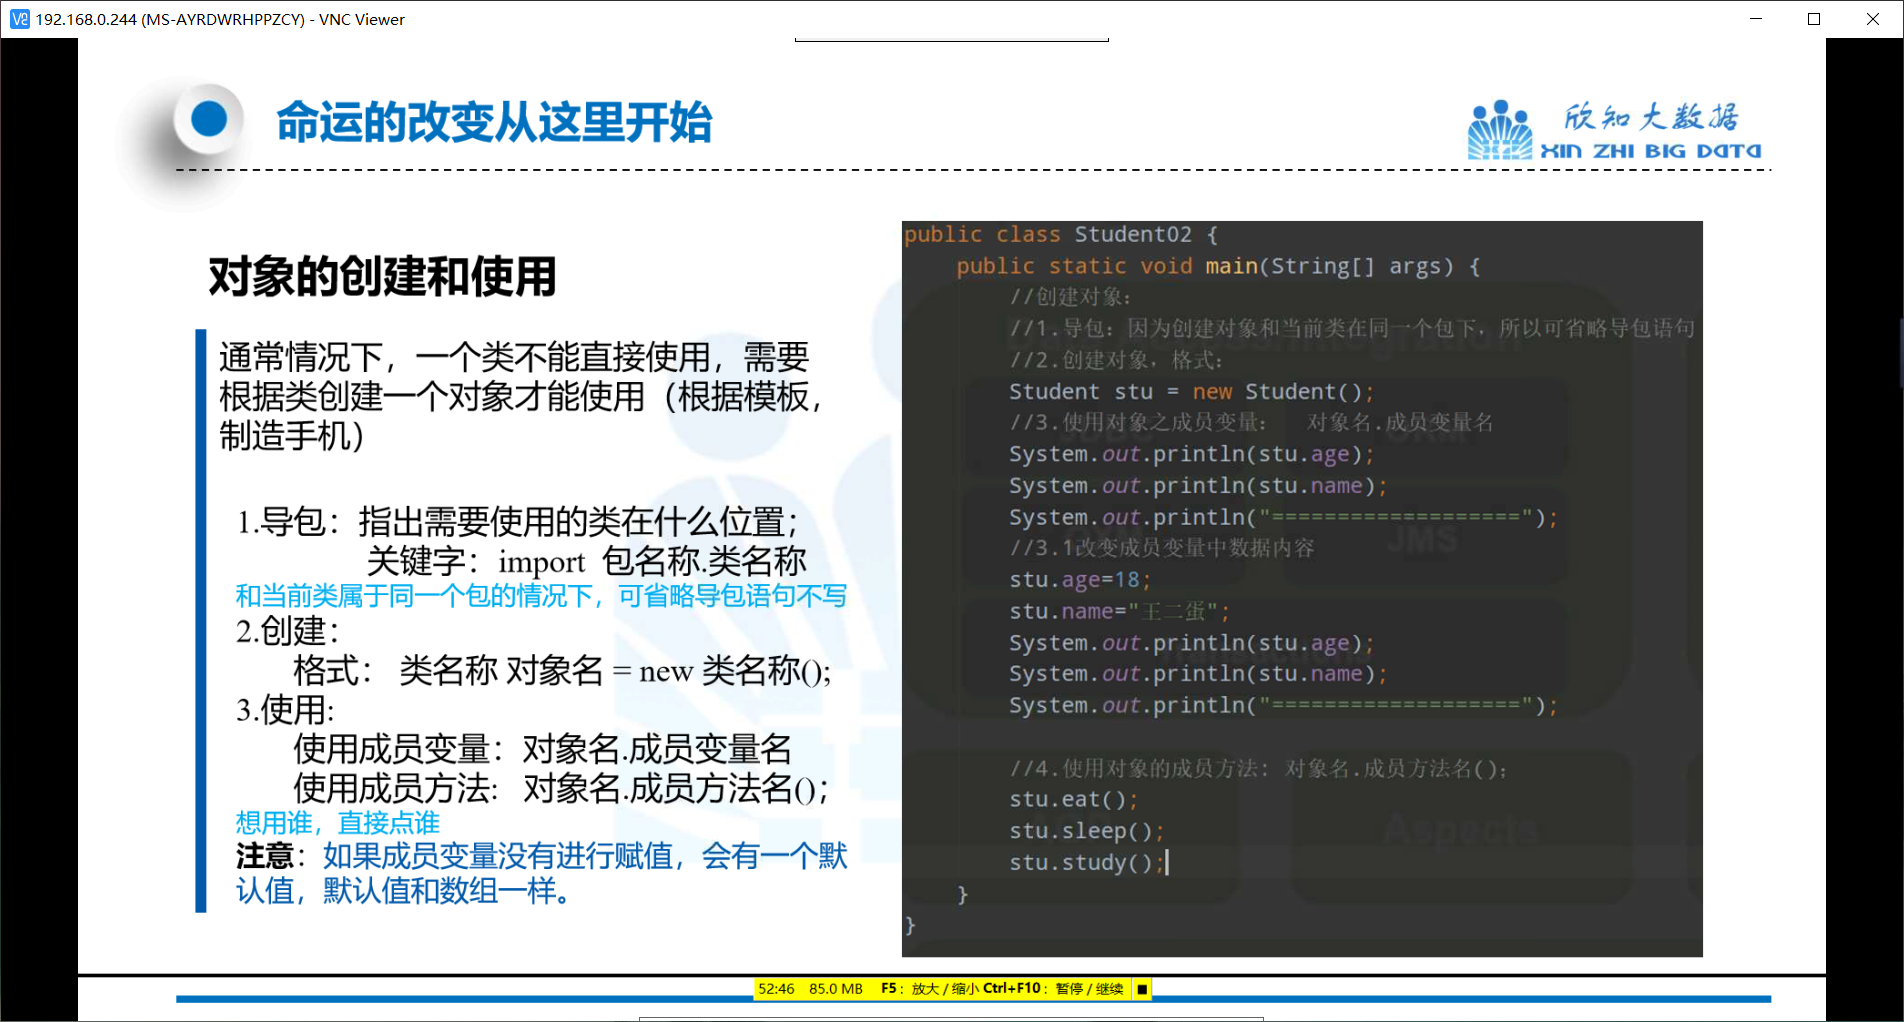 192.168.0.244 (MS-AYRDWRHPPZCY) - VNC Viewer
命运的改变从这里开始
欣知大数据
XIN ZHI BIG DATA
对象的创建和使用
通常情况下，一个类不能直接使用，需要
根据类创建一个对象才能使用（根据模板，
制造手机）
1.导包：指出需要使用的类在什么位置；
关键字：import 包名称.类名称
和当前类属于同一个包的情况下，可省略导包语句不写
2.创建：
格式： 类名称 对象名 = new 类名称();
3.使用:
使用成员变量：对象名.成员变量名
使用成员方法：对象名.成员方法名()；
想用谁，直接点谁
注意：如果成员变量没有进行赋值，会有一个默
认值，默认值和数组一样。
public class Student02 {
public static void main(String[] args) {
//创建对象：
//1.导包：因为创建对象和当前类在同一个包下，所以可省略导包语句
//2.创建对象，格式：
Student stu = new Student();
//3.使用对象之成员变量： 对象名.成员变量名
System.out.println(stu.age);
System.out.println(stu.name);
System.out.println("===================");
//3.1改变成员变量中数据内容
stu.age=18;
stu.name="王二蛋";
System.out.println(stu.age);
System.out.println(stu.name);
System.out.println("===================");
//4.使用对象的成员方法：对象名.成员方法名();
stu.eat();
stu.sleep();
stu.study();
}
}
52:46 85.0 MB F5：放大 / 缩小 Ctrl+F10：暂停 / 继续